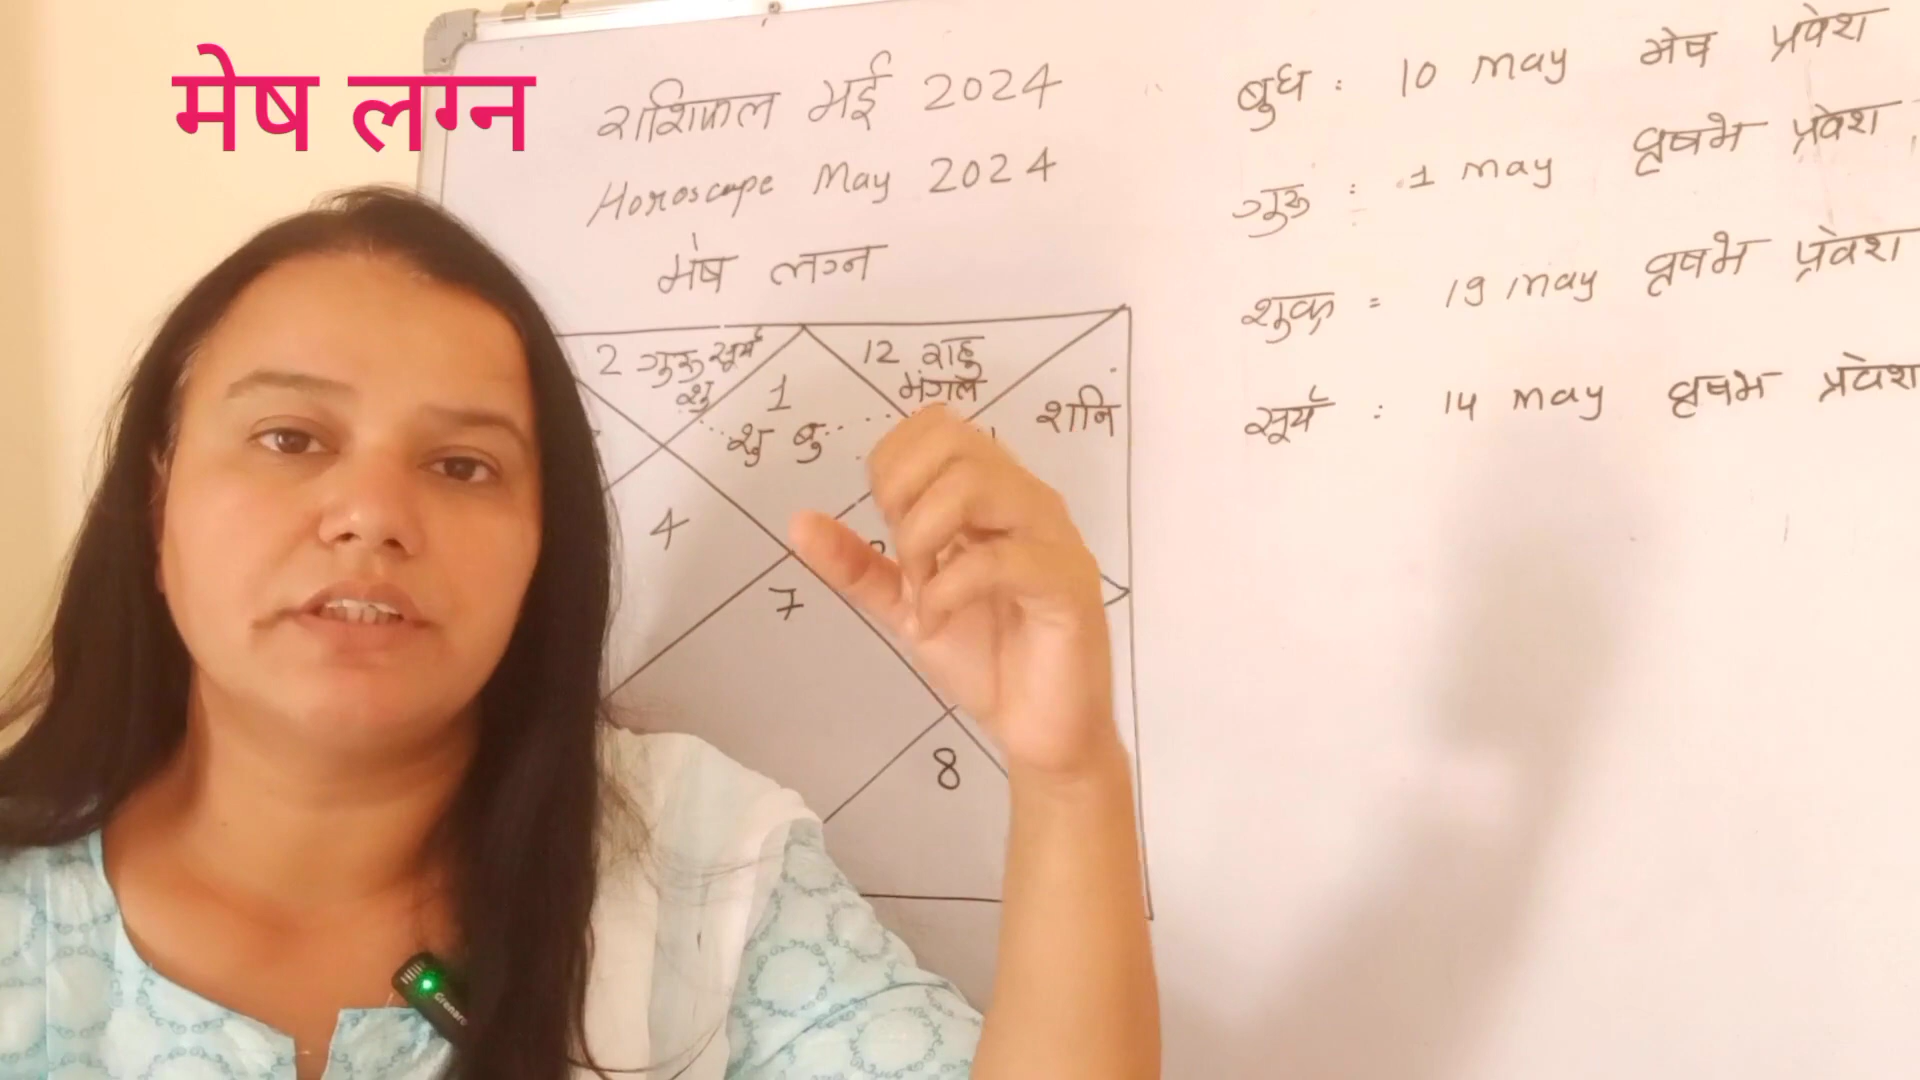 मेष लग्न
राशिफल मई 2024
Horoscope May 2024
मेष लग्न
2 गुरु सूर्य
शु
1
शु बु
12 राहु
मंगल
शनि
4
7
8
बुध : 10 may मेष प्रवेश
गुरु : 1 may वृषभ प्रवेश
शुक्र = 19 may वृषभ प्रवेश
सूर्य : 14 may वृषभ प्रवेश
Grenaro